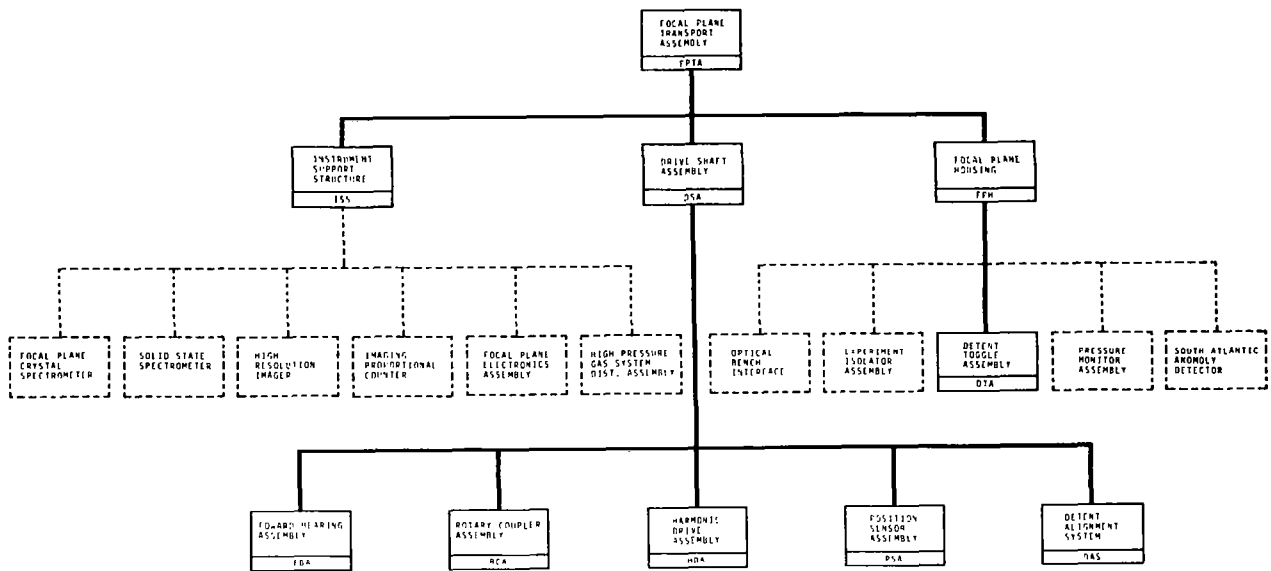 FOCAL PLANE
TRANSPORT
ASSEMBLY
FPTA
INSTRUMENT
SUPPORT
STRUCTURE
ISS
DRIVE SHAFT
ASSEMBLY
DSA
FOCAL PLANE
HOUSING
FPH
FOCAL PLANE
CRYSTAL
SPECTROMETER
SOLID STATE
SPECTROMETER
HIGH
RESOLUTION
IMAGER
IMAGING
PROPORTIONAL
COUNTER
FOCAL PLANE
ELECTRONICS
ASSEMBLY
HIGH PRESSURE
GAS SYSTEM
DIST. ASSEMBLY
OPTICAL
BENCH
INTERFACE
EXPERIMENT
ISOLATOR
ASSEMBLY
DETENT
TOGGLE
ASSEMBLY
DTA
PRESSURE
MONITOR
ASSEMBLY
SOUTH ATLANTIC
ANOMOLY
DETECTOR
FOWARD BEARING
ASSEMBLY
FBA
ROTARY COUPLER
ASSEMBLY
RCA
HARMONIC
DRIVE
ASSEMBLY
HDA
POSITION
SENSOR
ASSEMBLY
PSA
DETENT
ALIGNMENT
SYSTEM
DAS